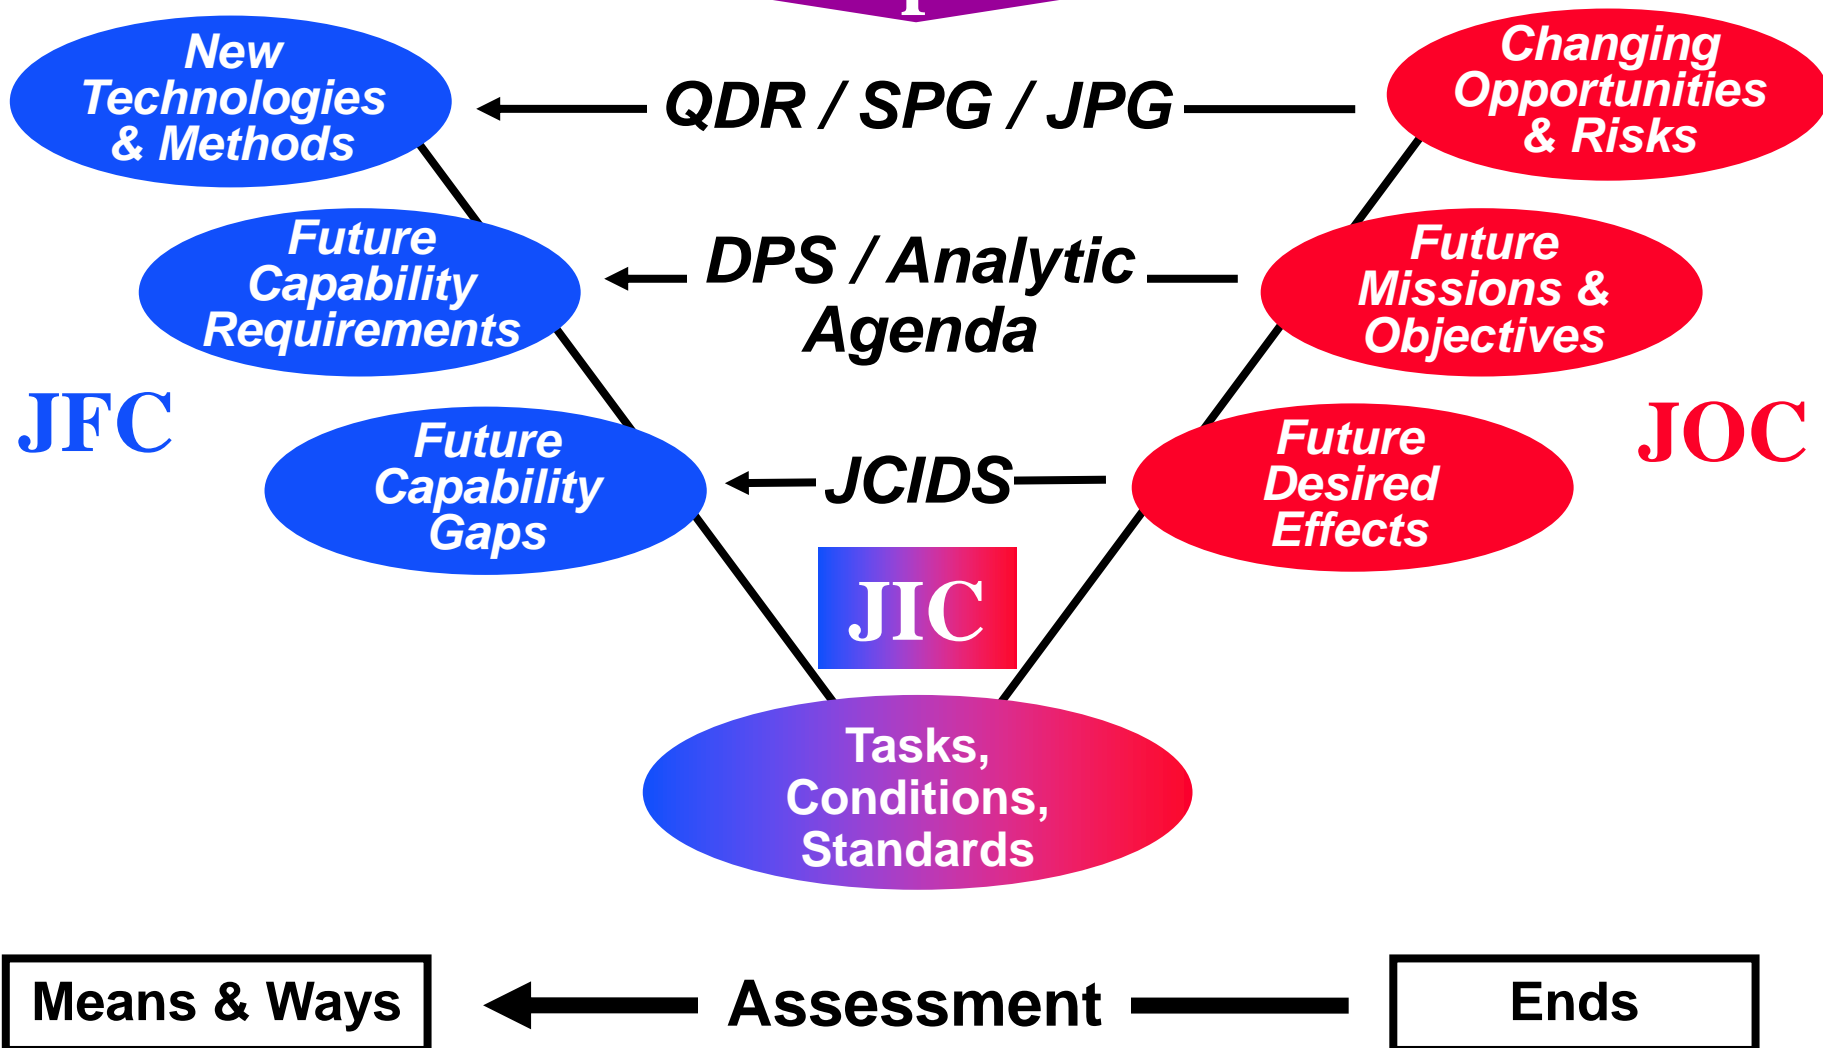 New
Technologies
& Methods
QDR / SPG / JPG
Changing
Opportunities
& Risks
Future
Capability
Requirements
DPS / Analytic
Agenda
Future
Missions &
Objectives
JFC
Future
Capability
Gaps
JCIDS
Future
Desired
Effects
JOC
JIC
Tasks,
Conditions,
Standards
Means & Ways
Assessment
Ends